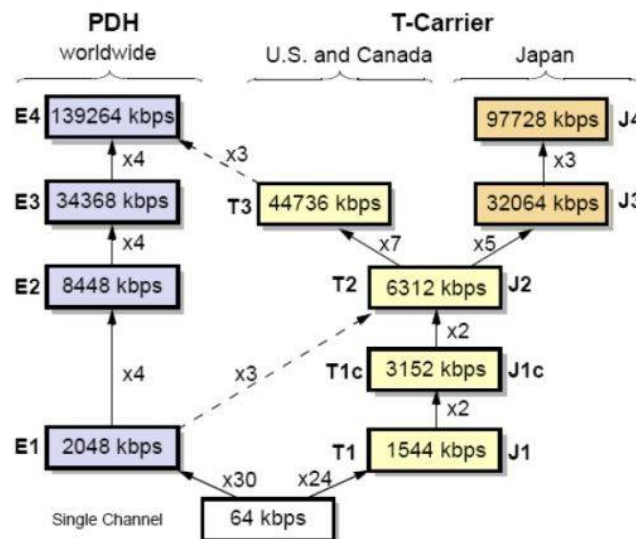 PDH T-Carrier
worldwide U.S. and Canada Japan
E4 139264 kbps 97728 kbps J4
x4 x3 x3
E3 34368 kbps T3 44736 kbps 32064 kbps J3
x4 x7 x5
E2 8448 kbps T2 6312 kbps J2
x2
x4 x3 T1c 3152 kbps J1c
x2
E1 2048 kbps T1 1544 kbps J1
x30 x24
Single Channel 64 kbps